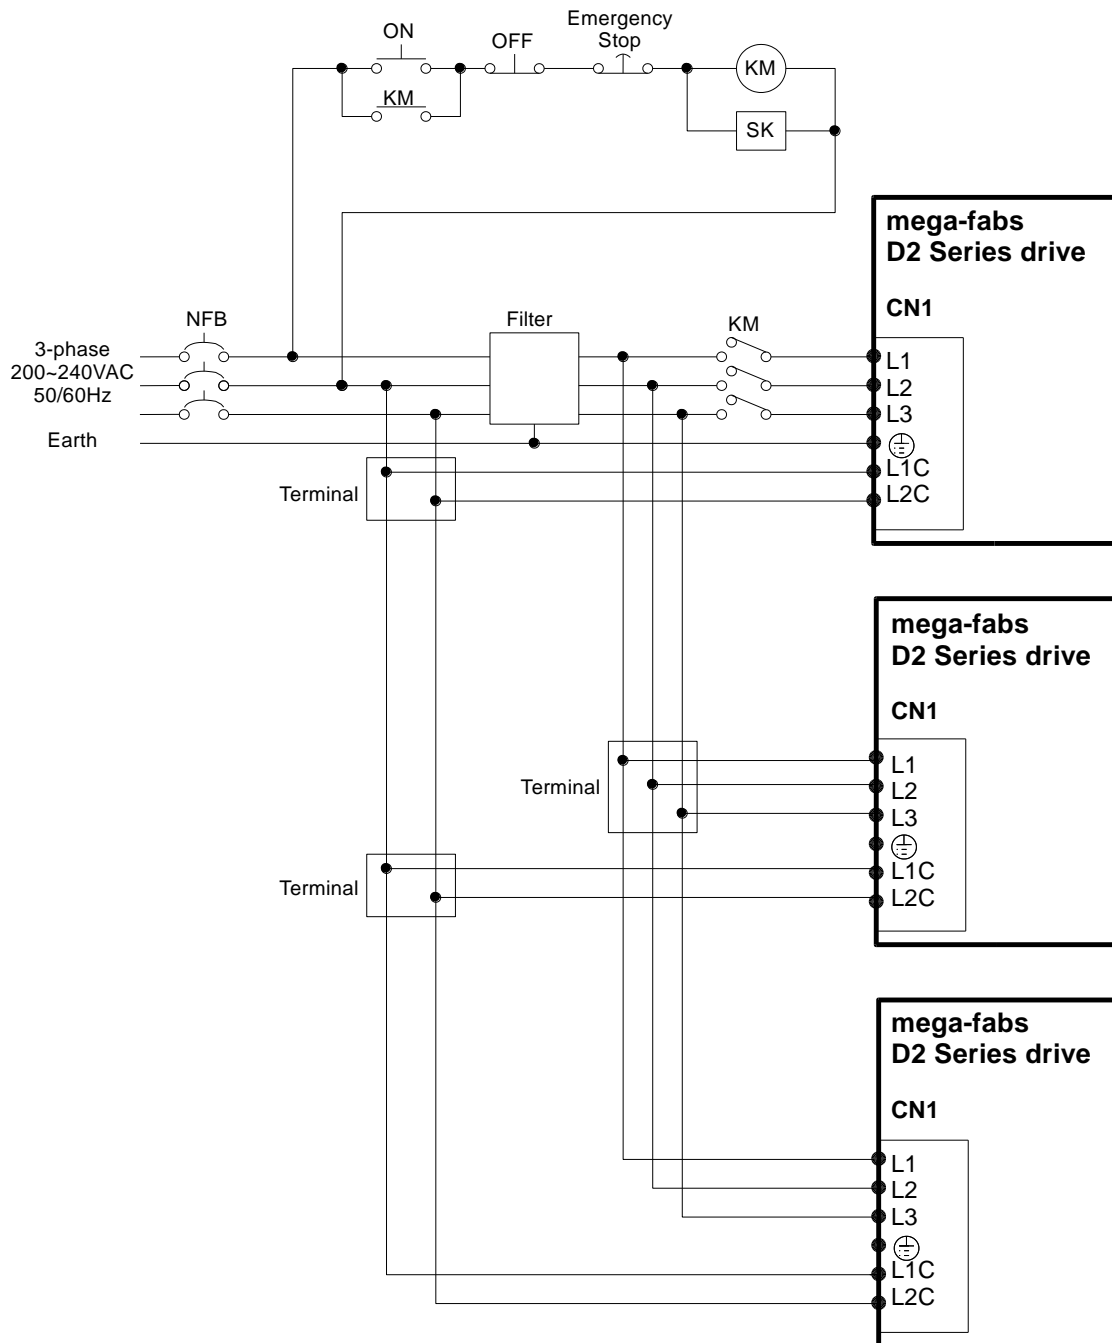 ON
OFF
Emergency
Stop
KM
KM
SK
mega-fabs
D2 Series drive
CN1
NFB
Filter
KM
3-phase
200~240VAC
50/60Hz
Earth
L1
L2
L3
L1C
L2C
Terminal
mega-fabs
D2 Series drive
CN1
Terminal
L1
L2
L3
L1C
L2C
Terminal
mega-fabs
D2 Series drive
CN1
L1
L2
L3
L1C
L2C